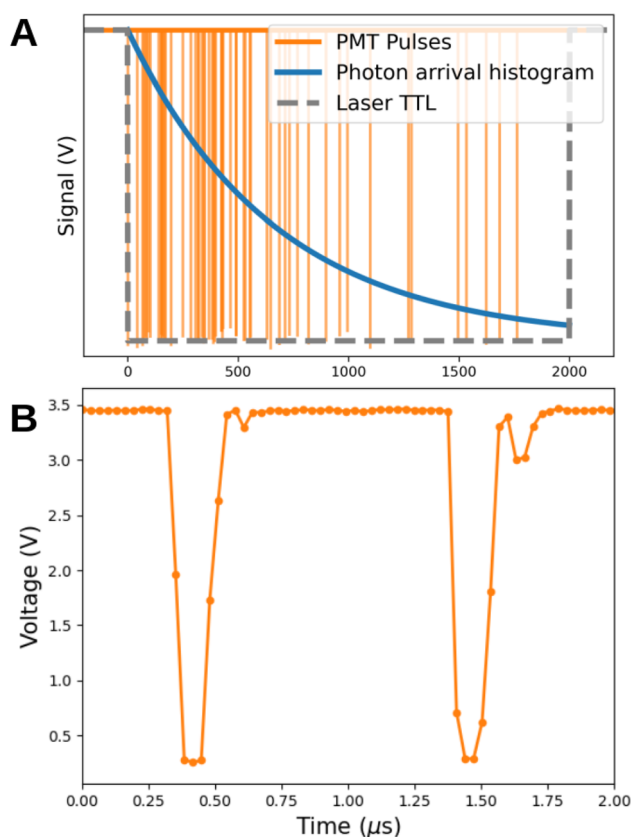 A
PMT Pulses
Photon arrival histogram
Laser TTL
Signal (V)
0 500 1000 1500 2000
B
3.5
3.0
2.5
2.0
1.5
1.0
0.5
Voltage (V)
0.00 0.25 0.50 0.75 1.00 1.25 1.50 1.75 2.00
Time (μs)